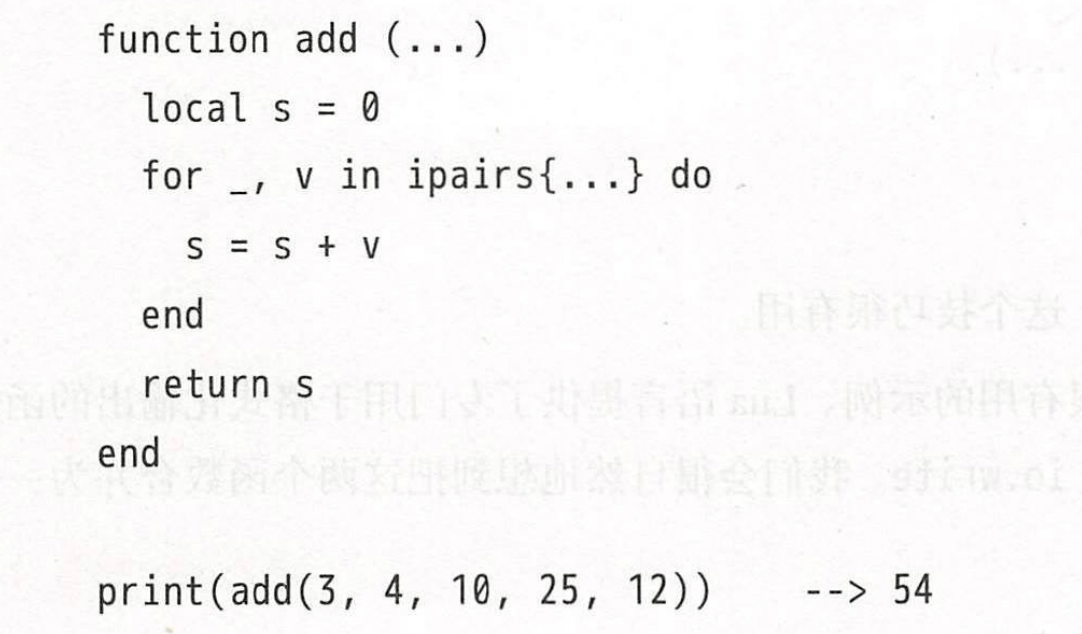 function add (...)
  local s = 0
  for _, v in ipairs{...} do
    s = s + v
  end
  return s
end
print(add(3, 4, 10, 25, 12))    --> 54